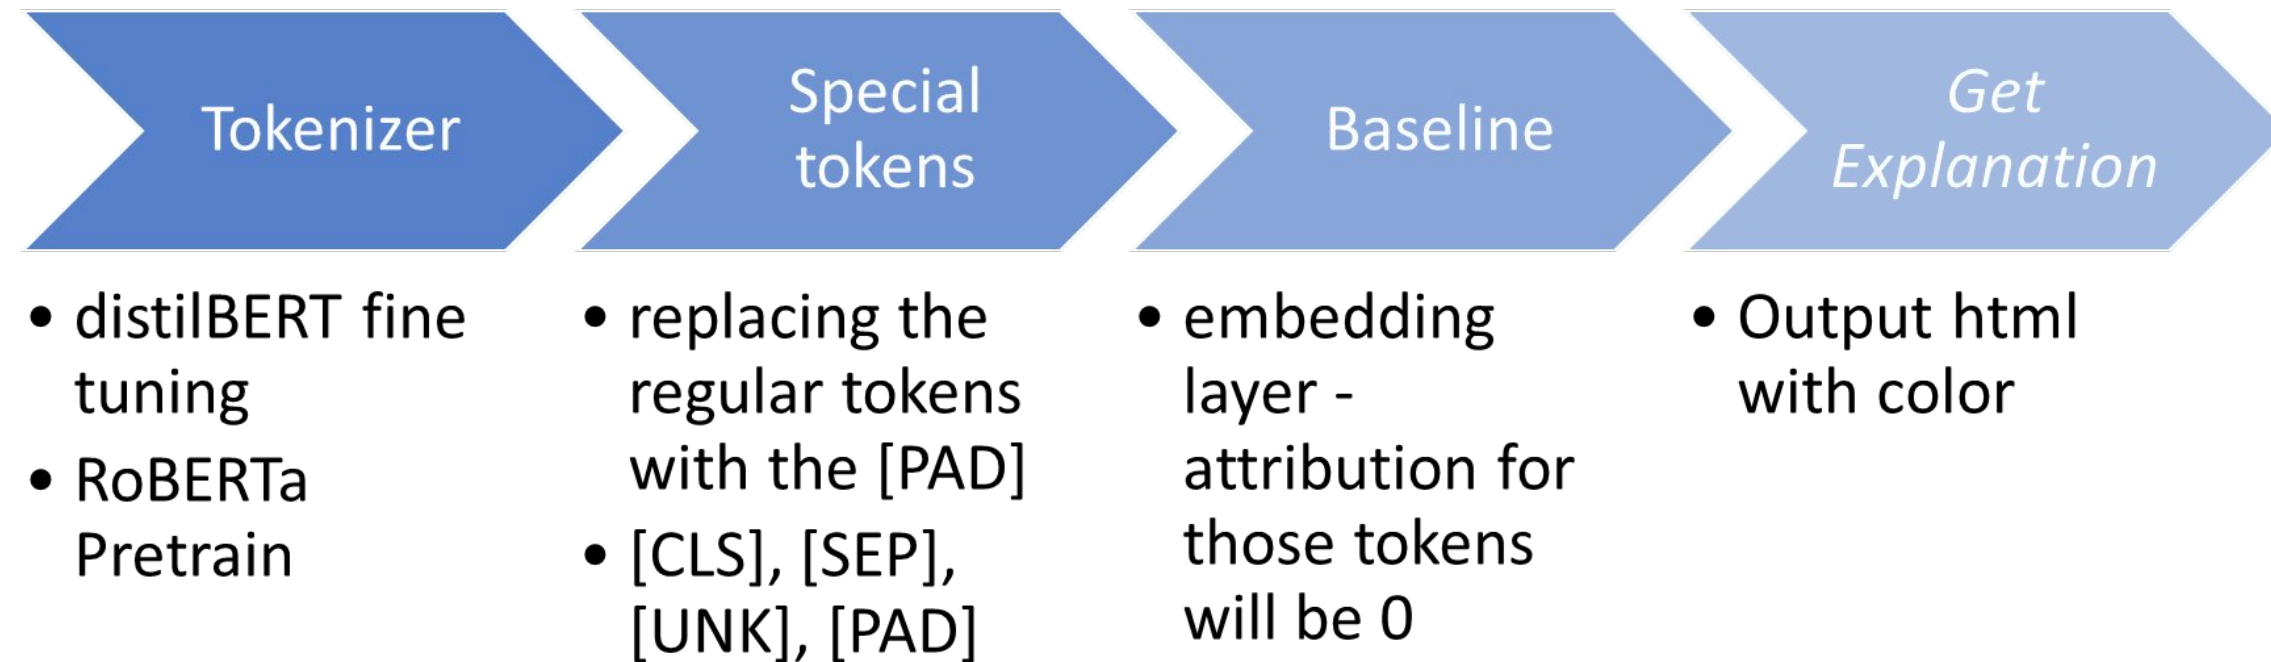 Tokenizer
• distilBERT fine
tuning
• RoBERTa
Pretrain
Special
tokens
• replacing the
regular tokens
with the [PAD]
• [CLS], [SEP],
[UNK], [PAD]
Baseline
• embedding
layer -
attribution for
those tokens
will be 0
Get
Explanation
• Output html
with color